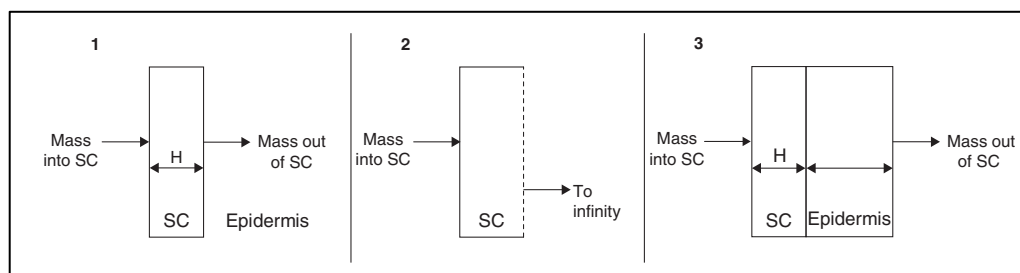 1
Mass
into SC
H
Mass out
of SC
SC
Epidermis
2
Mass
into SC
SC
To
infinity
3
Mass
into SC
H
Mass out
of SC
SC
Epidermis